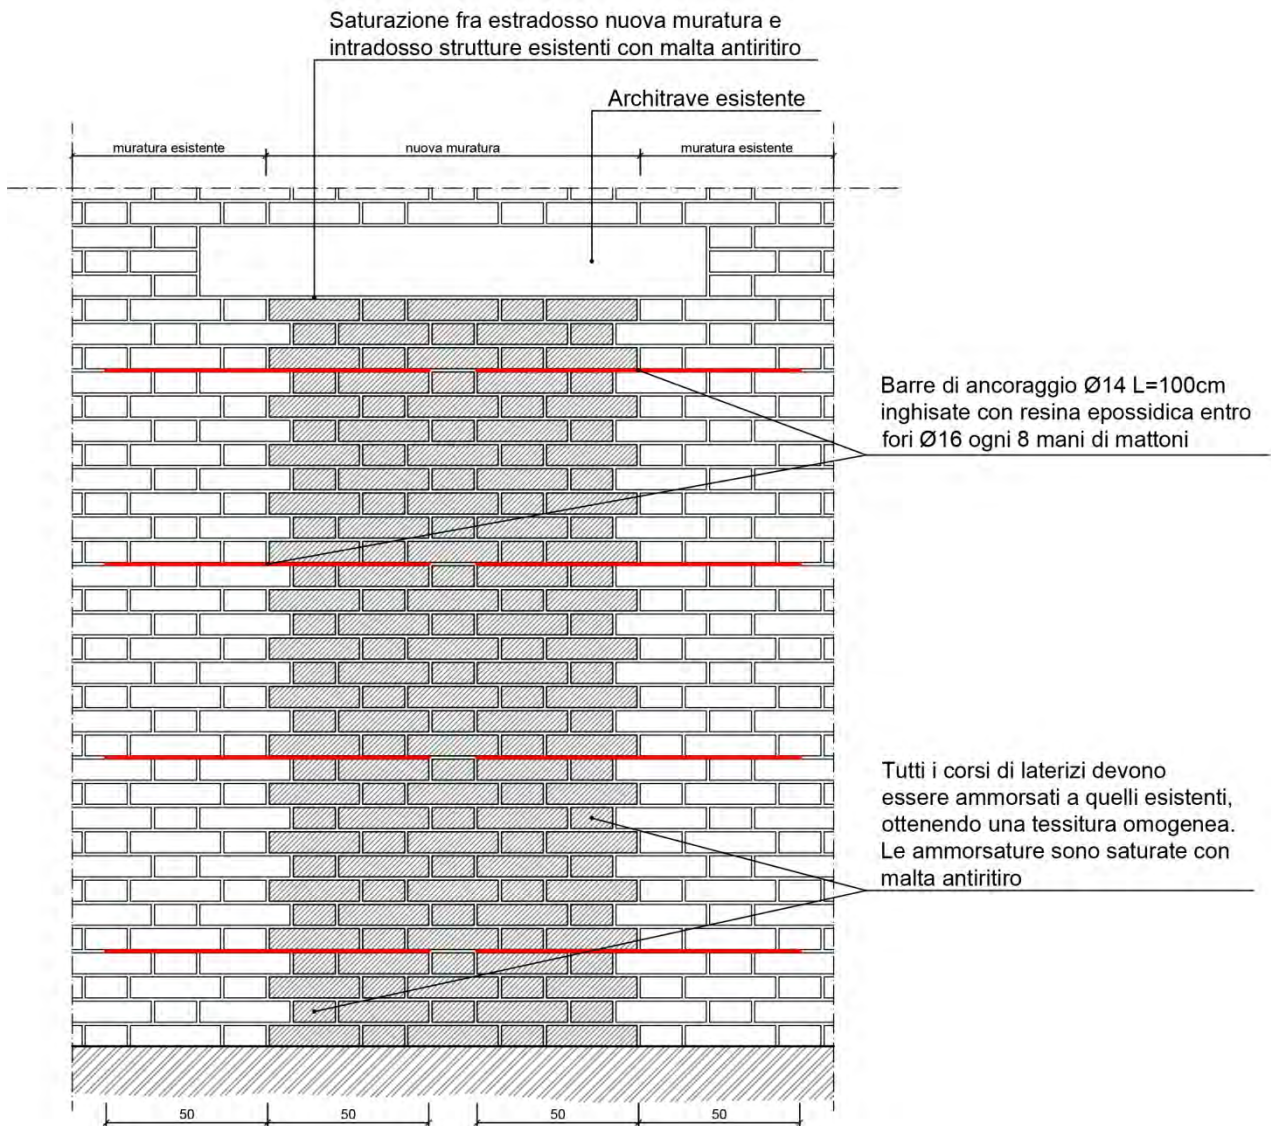 Saturazione fra estradosso nuova muratura e
intradosso strutture esistenti con malta antiritiro
Architrave esistente
muratura esistente
nuova muratura
muratura esistente
Barre di ancoraggio Ø14 L=100cm
inghisate con resina epossidica entro
fori Ø16 ogni 8 mani di mattoni
Tutti i corsi di laterizi devono
essere ammorsati a quelli esistenti,
ottenendo una tessitura omogenea.
Le ammorsature sono saturate con
malta antiritiro
50
50
50
50